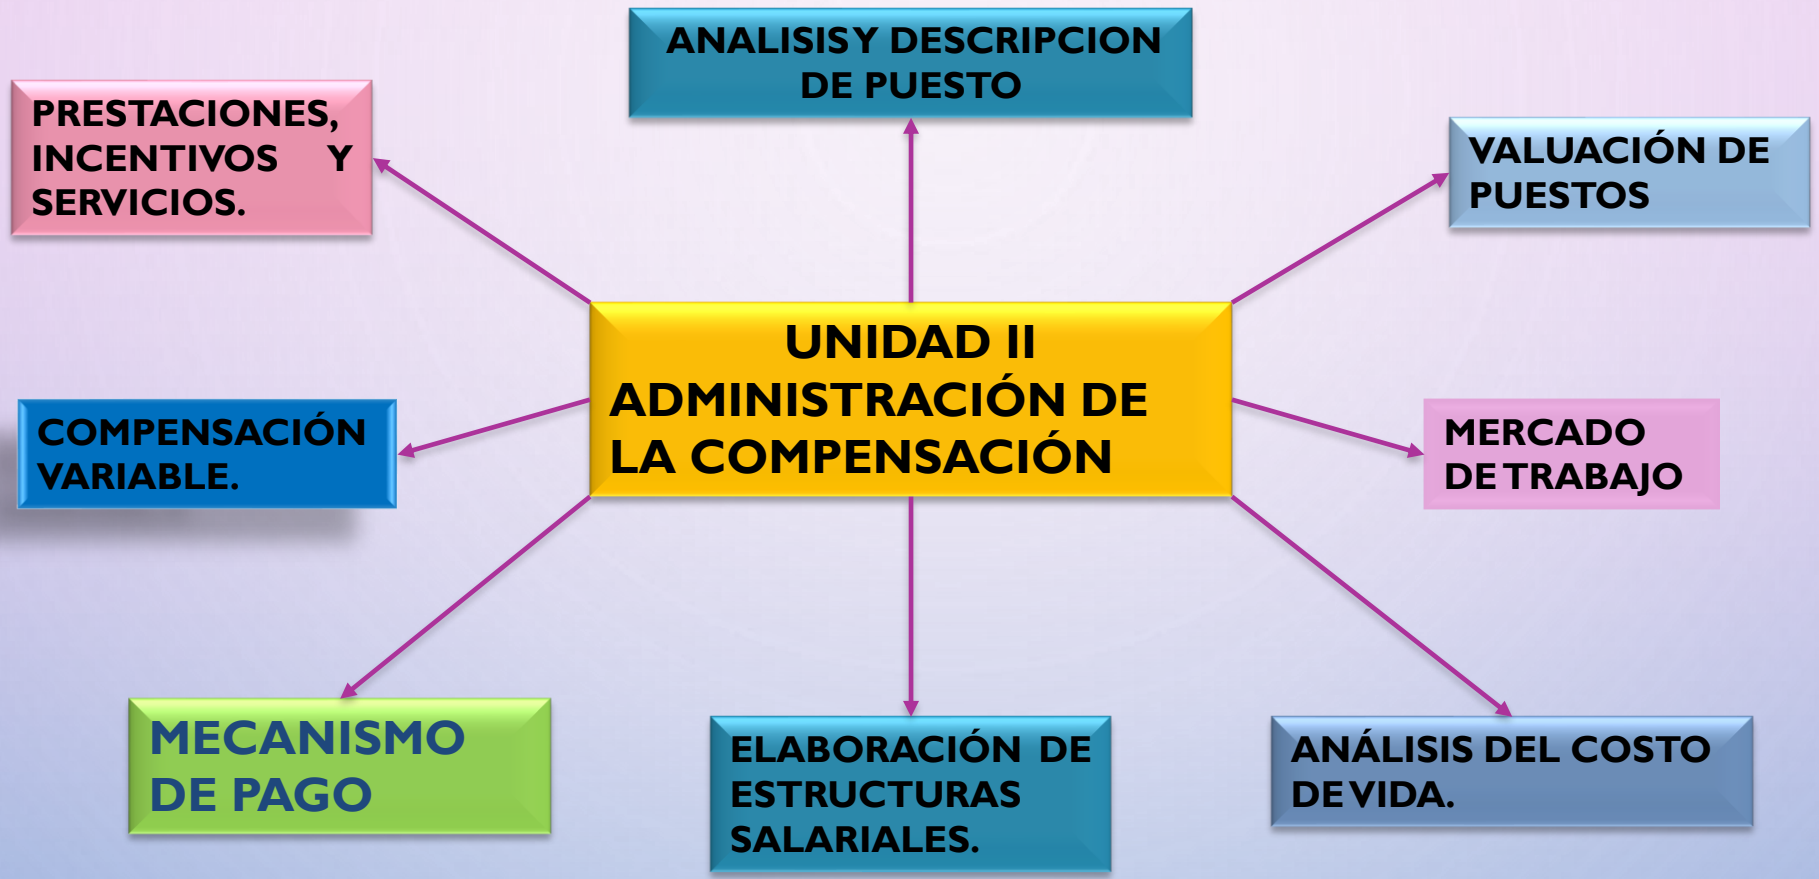 ANALISIS Y DESCRIPCION
DE PUESTO
PRESTACIONES,
INCENTIVOS Y
SERVICIOS.
VALUACIÓN DE
PUESTOS
UNIDAD II
ADMINISTRACIÓN DE
LA COMPENSACIÓN
COMPENSACIÓN
VARIABLE.
MERCADO
DE TRABAJO
MECANISMO
DE PAGO
ELABORACIÓN DE
ESTRUCTURAS
SALARIALES.
ANÁLISIS DEL COSTO
DE VIDA.